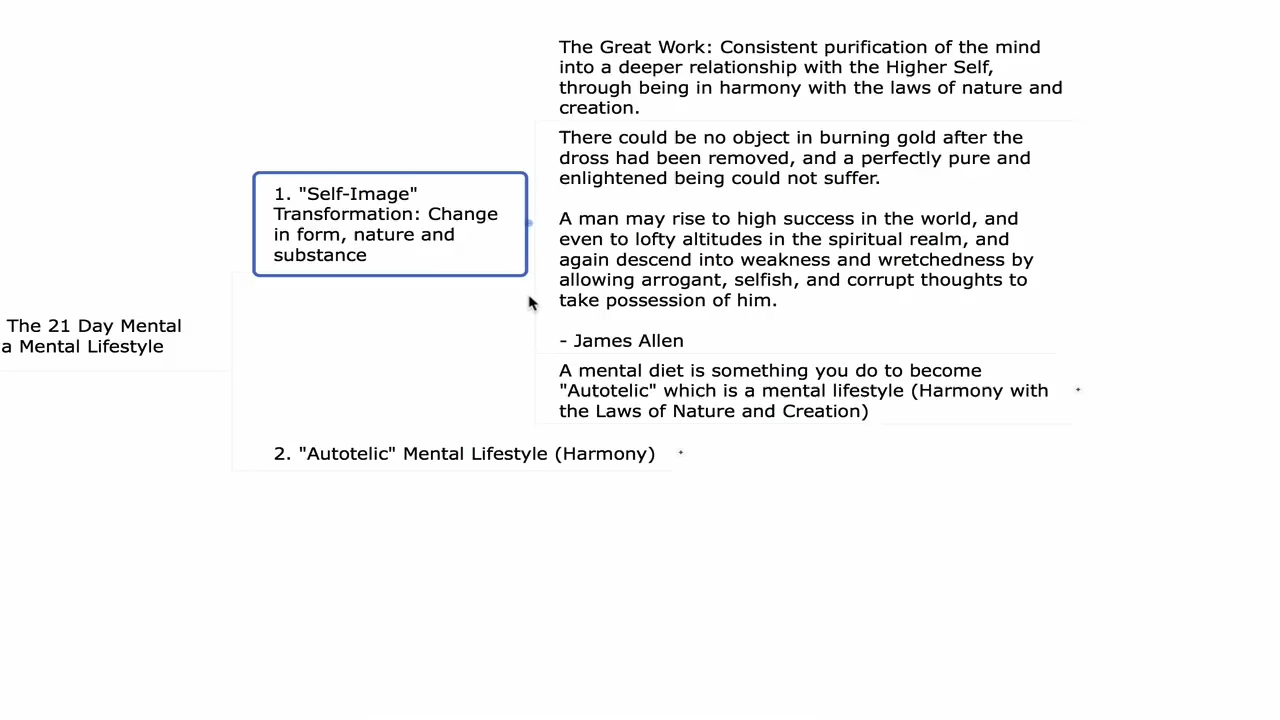 The 21 Day Mental
a Mental Lifestyle
1. "Self-Image"
Transformation: Change
in form, nature and
substance
The Great Work: Consistent purification of the mind
into a deeper relationship with the Higher Self,
through being in harmony with the laws of nature and
creation.
There could be no object in burning gold after the
dross had been removed, and a perfectly pure and
enlightened being could not suffer.
A man may rise to high success in the world, and
even to lofty altitudes in the spiritual realm, and
again descend into weakness and wretchedness by
allowing arrogant, selfish, and corrupt thoughts to
take possession of him.
- James Allen
A mental diet is something you do to become
"Autotelic" which is a mental lifestyle (Harmony with
the Laws of Nature and Creation)
2. "Autotelic" Mental Lifestyle (Harmony)